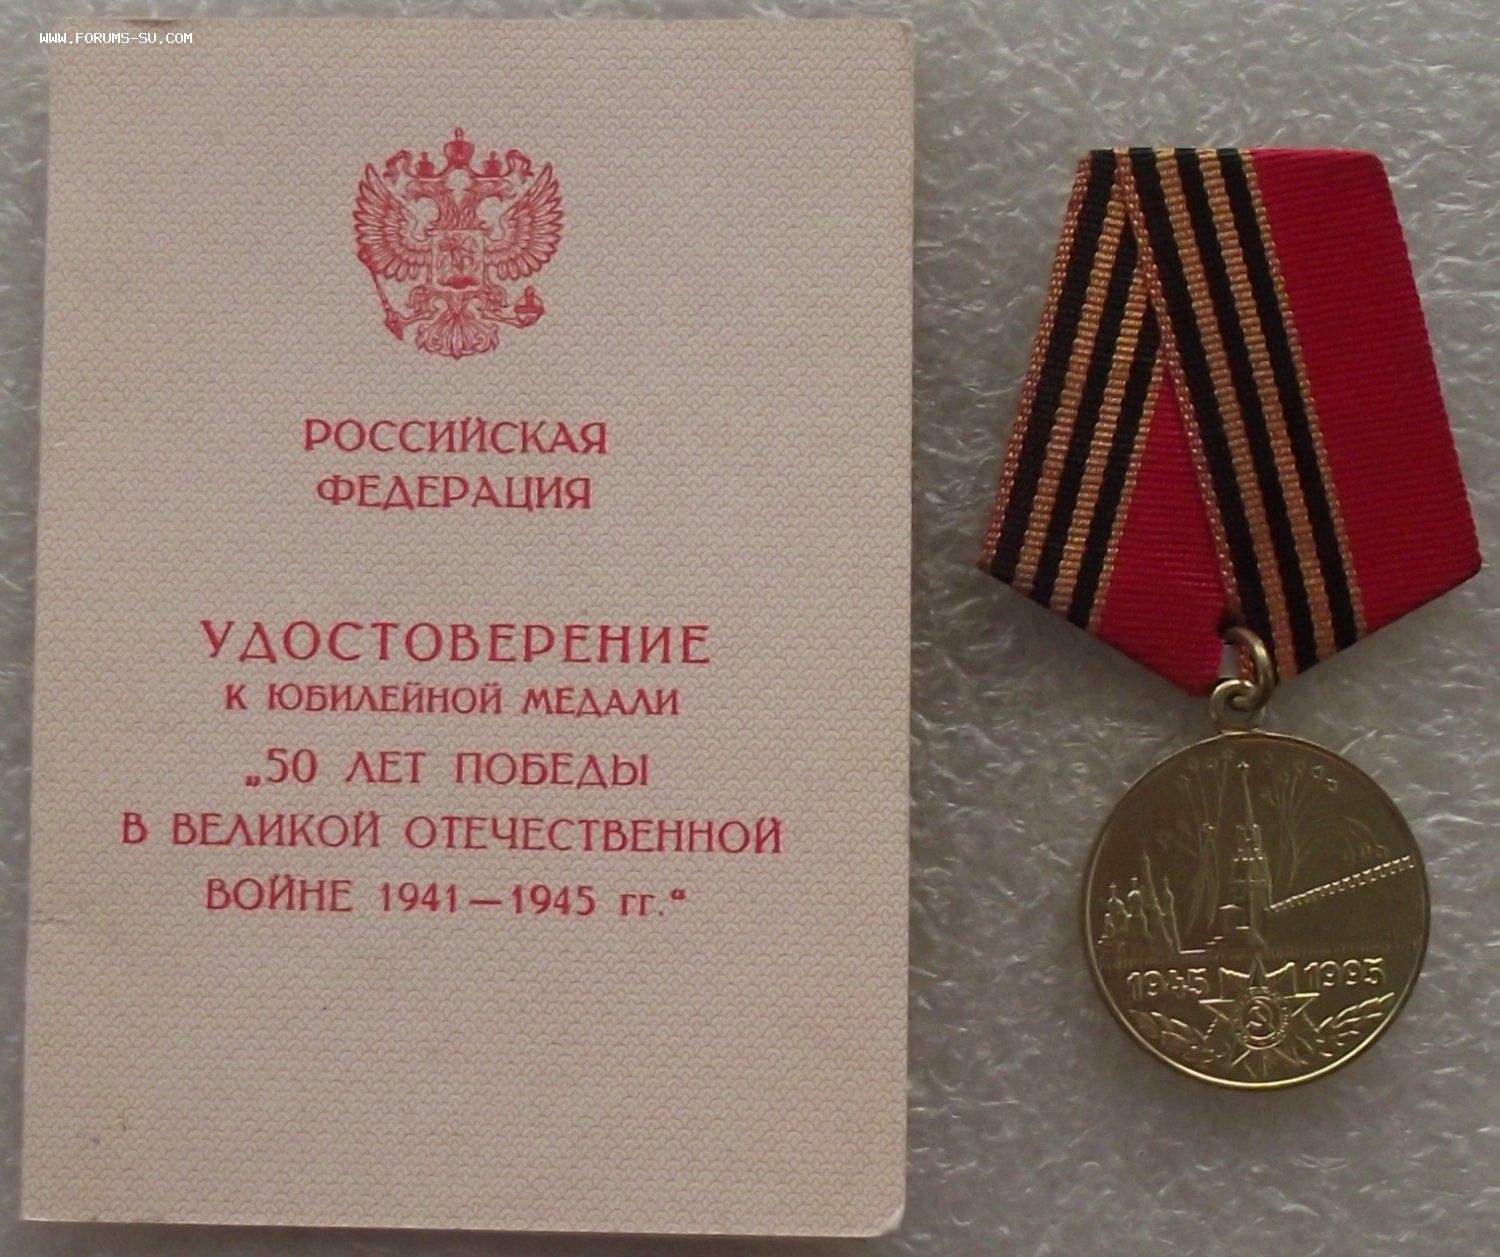 WWW.FORUMS-SU.COM
РОССИЙСКАЯ
ФЕДЕРАЦИЯ
УДОСТОВЕРЕНИЕ
К ЮБИЛЕЙНОЙ МЕДАЛИ
„50 ЛЕТ ПОБЕДЫ
В ВЕЛИКОЙ ОТЕЧЕСТВЕННОЙ
ВОЙНЕ 1941—1945 гг.“
1945 1995